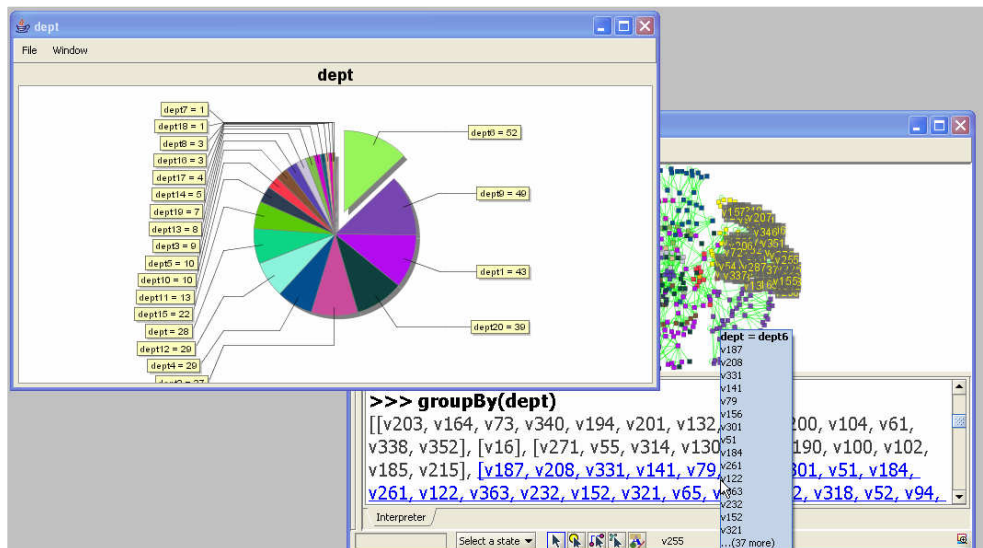 dept
File Window
dept
dept7 = 1
dept18 = 1
dept8 = 3
dept16 = 3
dept17 = 4
dept14 = 5
dept19 = 7
dept13 = 8
dept3 = 9
dept5 = 10
dept10 = 10
dept11 = 13
dept15 = 22
dept = 28
dept12 = 29
dept4 = 29
dept6 = 52
dept9 = 49
dept1 = 43
dept20 = 39
dept = dept6
v187
v208
v331
v141
v79
v156
v301
v51
v184
v261
v122
v363
v232
v152
v321
...(37 more)
>>> groupBy(dept)
[[v203, v164, v73, v340, v194, v201, v132, 200, v104, v61,
v338, v352], [v16], [v271, v55, v314, v130 190, v100, v102,
v185, v215], [v187, v208, v331, v141, v79, 301, v51, v184,
v261, v122, v363, v232, v152, v321, v65, 2, v318, v52, v94,
Interpreter
Select a state v255